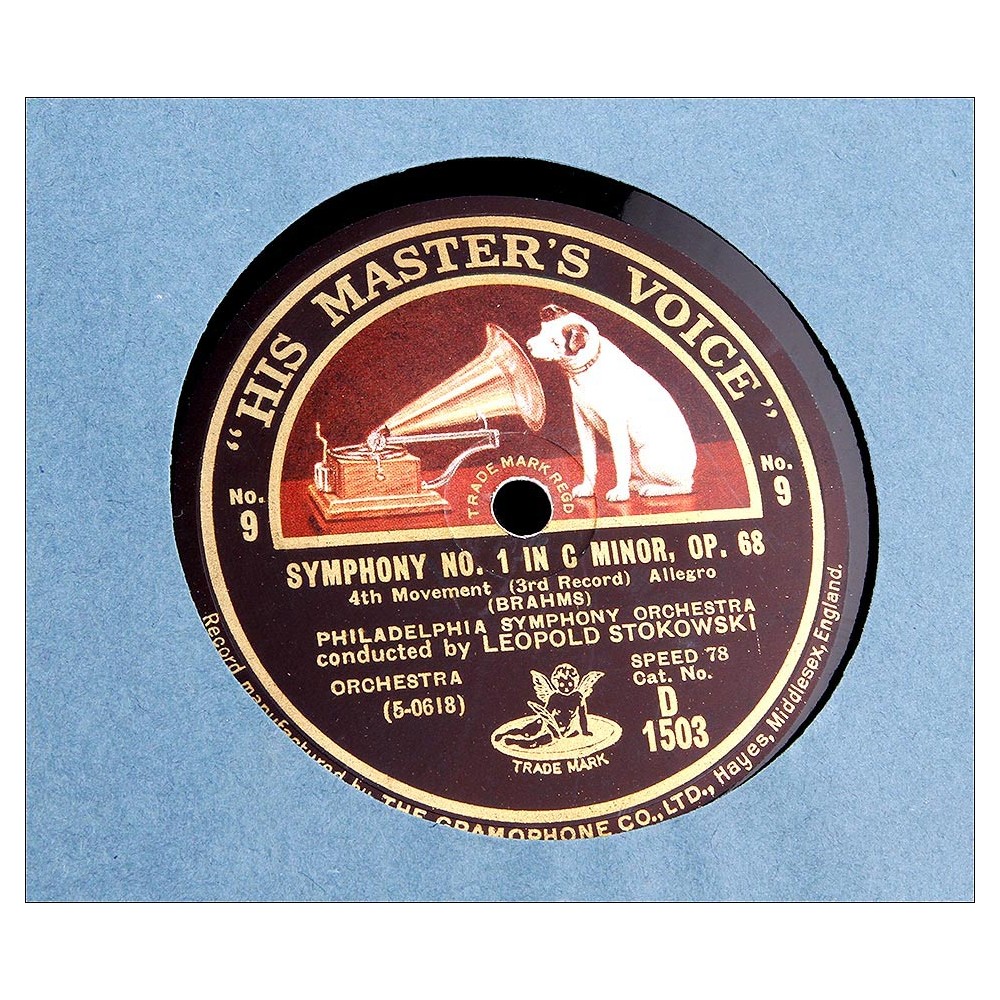 “HIS MASTER'S VOICE”
TRADE MARK REGD
No. 9
No. 9
SYMPHONY NO. 1 IN C MINOR, OP. 68
4th Movement (3rd Record) Allegro
(BRAHMS)
PHILADELPHIA SYMPHONY ORCHESTRA
conducted by LEOPOLD STOKOWSKI
ORCHESTRA
(5-0618)
SPEED 78
Cat. No.
D
1503
TRADE MARK
Record manufactured by THE GRAMOPHONE CO., LTD., Hayes, Middlesex, England.